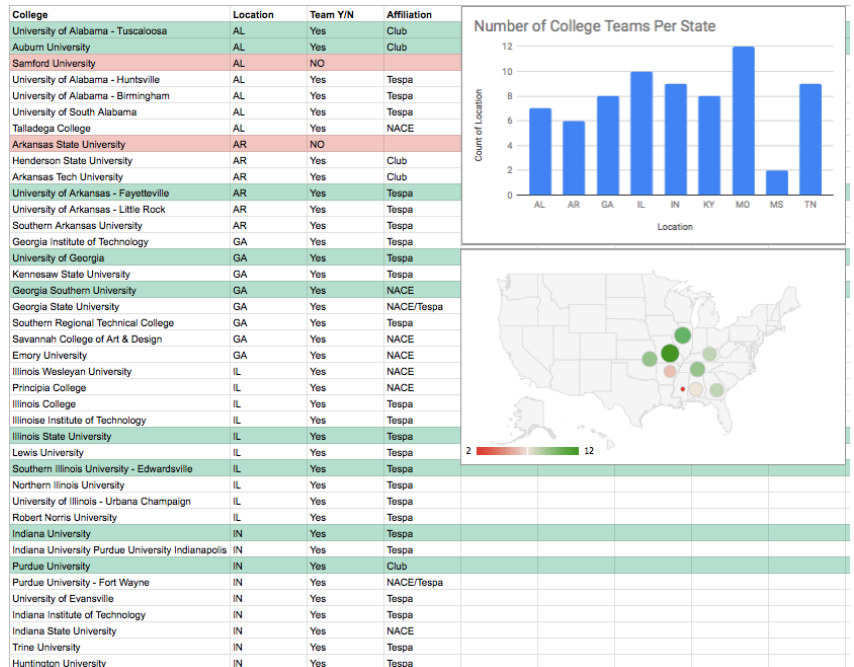 College Location Team Y/N Affiliation
University of Alabama - Tuscaloosa AL Yes Club
Auburn University AL Yes Club
Samford University AL NO
University of Alabama - Huntsville AL Yes Tespa
University of Alabama - Birmingham AL Yes Tespa
University of South Alabama AL Yes Tespa
Talladega College AL Yes NACE
Arkansas State University AR NO
Henderson State University AR Yes Club
Arkansas Tech University AR Yes Club
University of Arkansas - Fayetteville AR Yes Tespa
University of Arkansas - Little Rock AR Yes Tespa
Southern Arkansas University AR Yes Tespa
Georgia Institute of Technology GA Yes Tespa
University of Georgia GA Yes Tespa
Kennesaw State University GA Yes Tespa
Georgia Southern University GA Yes NACE
Georgia State University GA Yes NACE/Tespa
Southern Regional Technical College GA Yes Tespa
Savannah College of Art & Design GA Yes NACE
Emory University GA Yes NACE
Illinois Wesleyan University IL Yes NACE
Principia College IL Yes NACE
Illinois College IL Yes Tespa
Illinoise Institute of Technology IL Yes Tespa
Illinois State University IL Yes Tespa
Lewis University IL Yes Tespa
Southern Illinois University - Edwardsville IL Yes Tespa
Northern Ilinois University IL Yes Tespa
University of Illinois - Urbana Champaign IL Yes Tespa
Robert Norris University IL Yes Tespa
Indiana University IN Yes Tespa
Indiana University Purdue University Indianapolis IN Yes Tespa
Purdue University IN Yes Club
Purdue University - Fort Wayne IN Yes NACE/Tespa
University of Evansville IN Yes Tespa
Indiana Institute of Technology IN Yes Tespa
Indiana State University IN Yes NACE
Trine University IN Yes Tespa
Huntington University IN Yes Tespa
Number of College Teams Per State
Count of Location
12
10
8
6
4
2
0
AL AR GA IL IN KY MO MS TN
Location
2 12